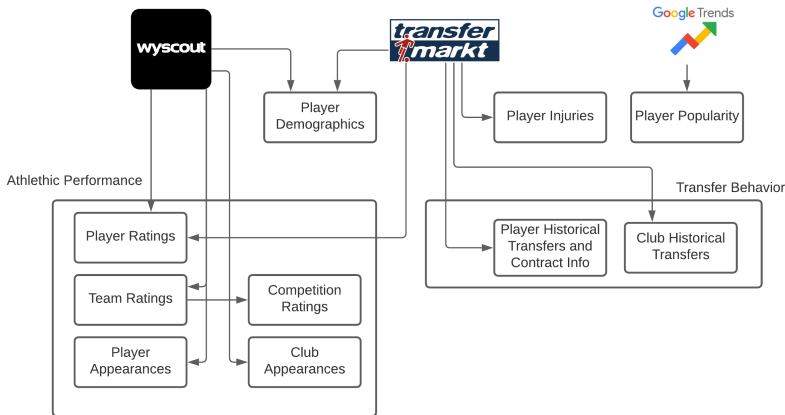 wyscout
transfer
markt
Google Trends
Player
Demographics
Player Injuries
Player Popularity
Athlethic Performance
Transfer Behavior
Player Ratings
Player Historical
Transfers and
Contract Info
Club Historical
Transfers
Team Ratings
Competition
Ratings
Player
Appearances
Club
Appearances